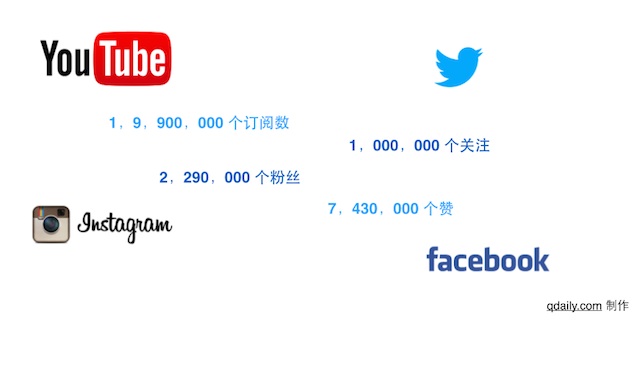 YouTube
1，9，900，000 个订阅数
1，000，000 个关注
2，290，000 个粉丝
7，430，000 个赞
Instagram
facebook
qdaily.com 制作